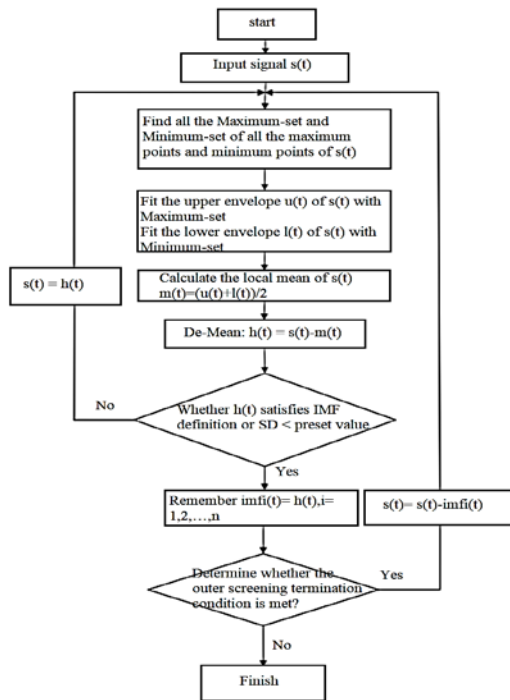 start
Input signal s(t)
Find all the Maximum-set and
Minimum-set of all the maximum
points and minimum points of s(t)
Fit the upper envelope u(t) of s(t) with
Maximum-set
Fit the lower envelope l(t) of s(t) with
Minimum-set
s(t) = h(t)
Calculate the local mean of s(t)
m(t)=(u(t)+l(t))/2
De-Mean: h(t) = s(t)-m(t)
No
Whether h(t) satisfies IMF
definition or SD < preset value
Yes
Remember imfi(t)= h(t),i=
1,2,…,n
s(t)= s(t)-imfi(t)
Determine whether the
outer screening termination
condition is met?
Yes
No
Finish